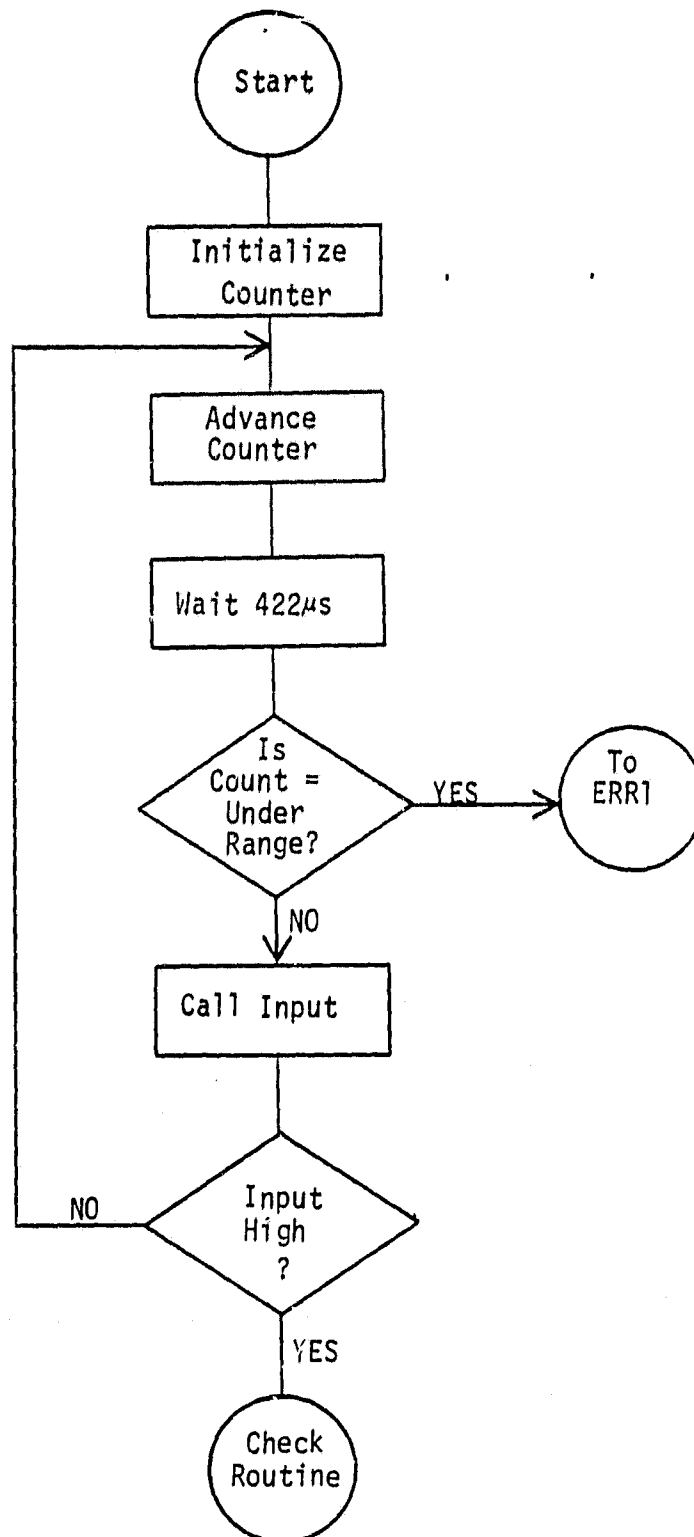 Start
Initialize
Counter
Advance
Counter
Wait 422μs
Is
Count =
Under
Range?
YES
To
ERR1
NO
Call Input
Input
High
?
NO
YES
Check
Routine